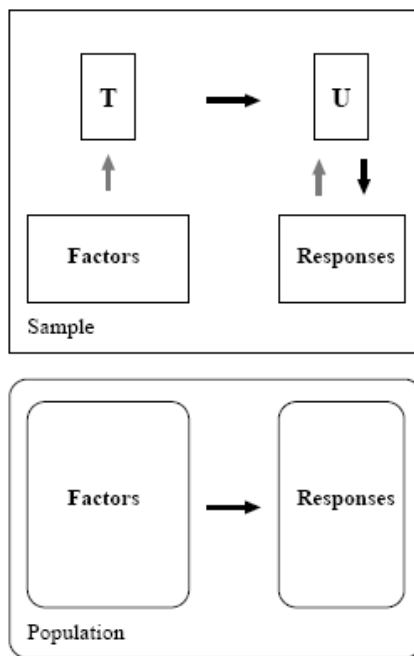 T U
Factors Responses
Sample
Factors Responses
Population